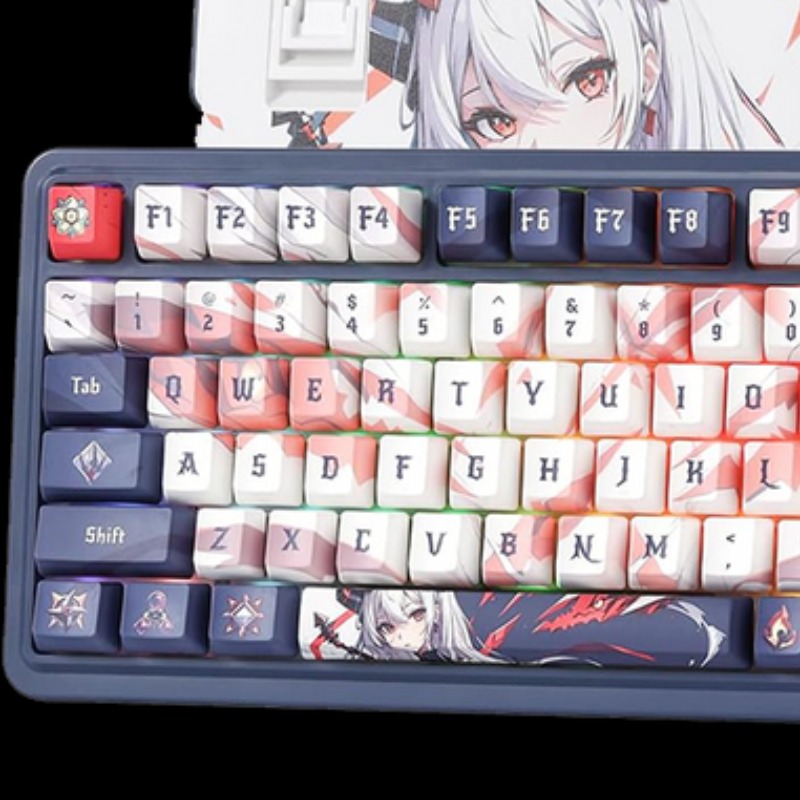 F1 F2 F3 F4 F5 F6 F7 F8 F9
~ ! @ # $ % ^ & * ( )
` 1 2 3 4 5 6 7 8 9 0
Tab Q W E R T Y U I O
A S D F G H J K L
Shift Z X C V B N M <
,